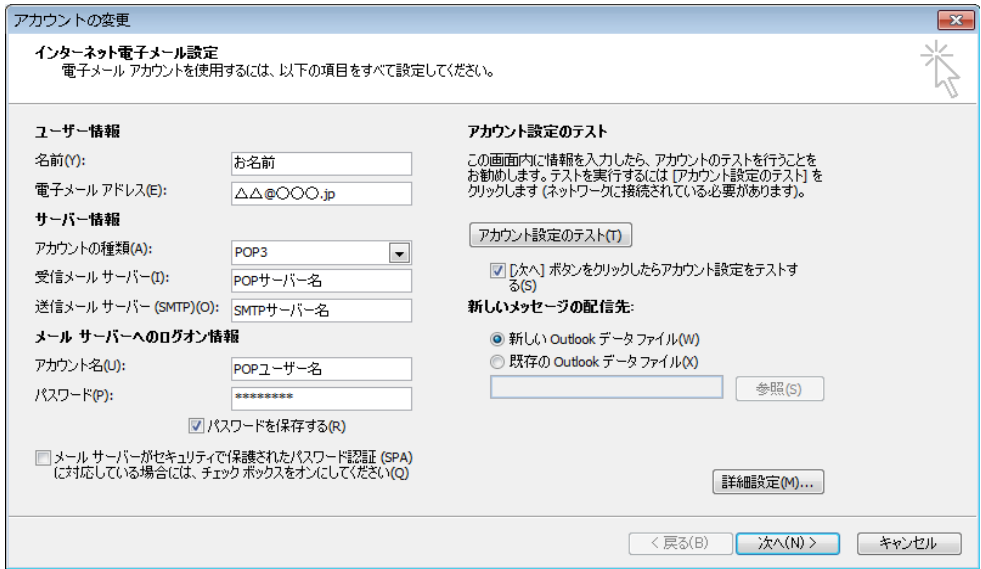 アカウントの変更
インターネット電子メール設定
電子メール アカウントを使用するには、以下の項目をすべて設定してください。
ユーザー情報
名前(Y):
お名前
電子メール アドレス(E):
△△@○○○.jp
サーバー情報
アカウントの種類(A):
POP3
受信メール サーバー(I):
POPサーバー名
送信メール サーバー (SMTP)(O):
SMTPサーバー名
メール サーバーへのログオン情報
アカウント名(U):
POPユーザー名
パスワード(P):
********
パスワードを保存する(R)
メール サーバーがセキュリティで保護されたパスワード認証 (SPA)
に対応している場合には、チェック ボックスをオンにしてください(Q)
アカウント設定のテスト
この画面内に情報を入力したら、アカウントのテストを行うことを
お勧めします。テストを実行するには [アカウント設定のテスト] を
クリックします (ネットワークに接続されている必要があります)。
アカウント設定のテスト(T)
[次へ] ボタンをクリックしたらアカウント設定をテストす
る(S)
新しいメッセージの配信先:
新しい Outlook データ ファイル(W)
既存の Outlook データ ファイル(X)
参照(S)
詳細設定(M)...
< 戻る(B)
次へ(N) >
キャンセル